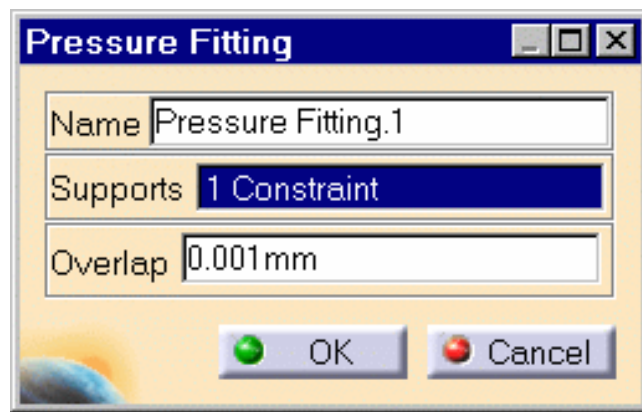 Pressure Fitting
Name Pressure Fitting.1
Supports 1 Constraint
Overlap 0.001mm
OK Cancel